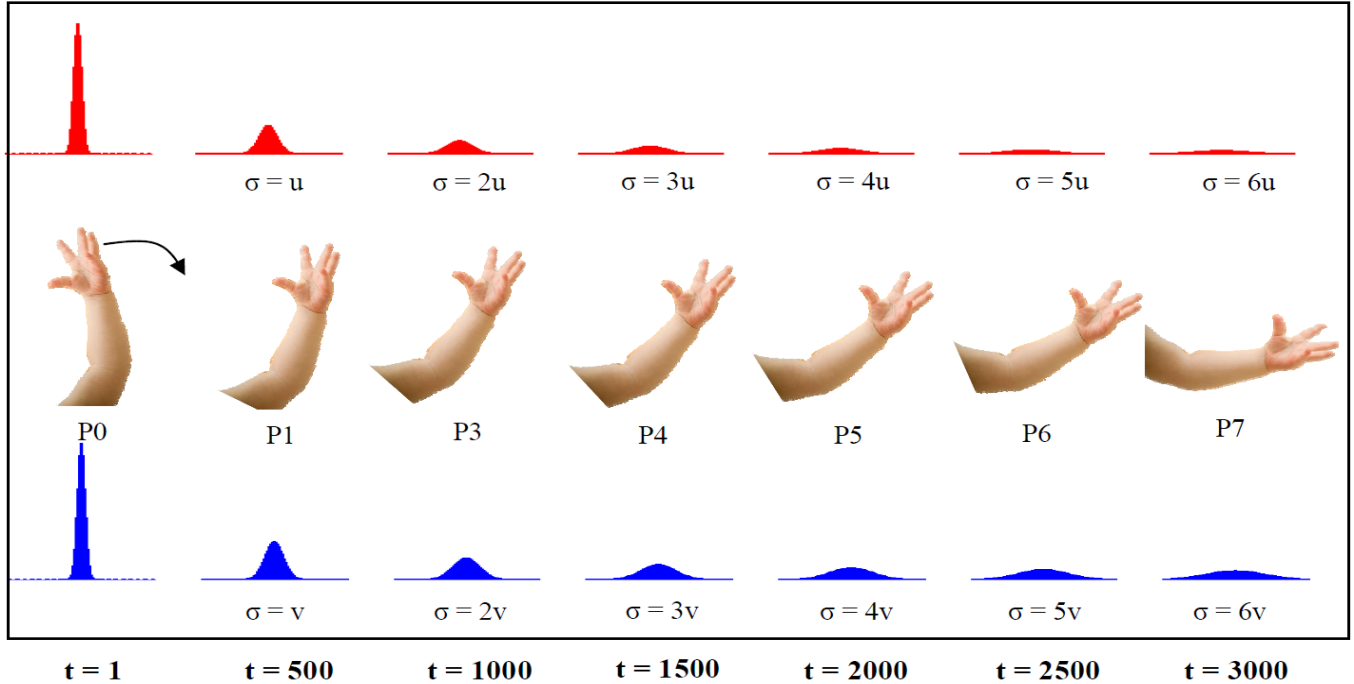 σ = u σ = 2u σ = 3u σ = 4u σ = 5u σ = 6u
P0 P1 P3 P4 P5 P6 P7
σ = v σ = 2v σ = 3v σ = 4v σ = 5v σ = 6v
t = 1 t = 500 t = 1000 t = 1500 t = 2000 t = 2500 t = 3000